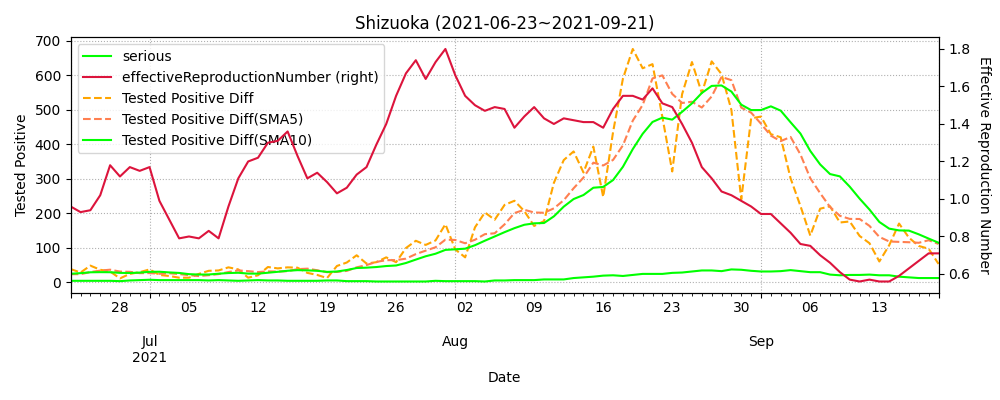 Shizuoka (2021-06-23~2021-09-21)
serious
effectiveReproductionNumber (right)
Tested Positive Diff
Tested Positive Diff(SMA5)
Tested Positive Diff(SMA10)
Tested Positive
700
600
500
400
300
200
100
0
1.8
1.6
1.4
1.2
1.0
0.8
0.6
Effective Reproduction Number
28 05 12 19 26 02 09 16 23 30 06 13
Jul Aug Sep
2021
Date